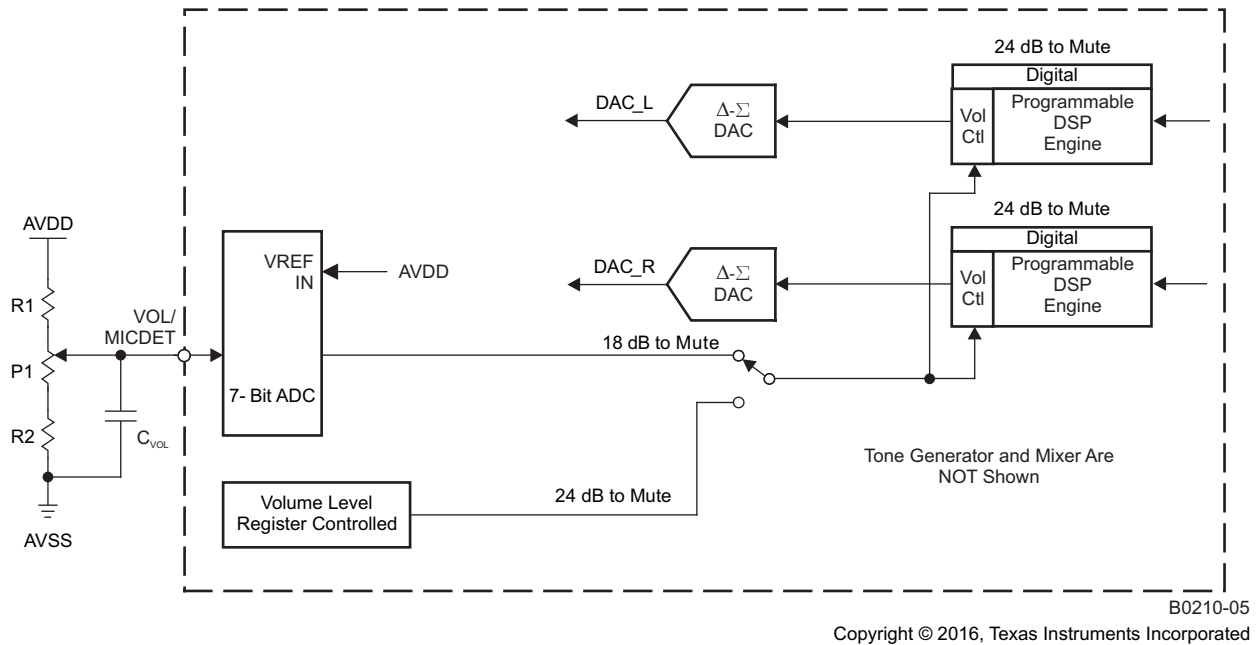 24 dB to Mute
Digital
Vol
Ctl
Programmable
DSP
Engine
DAC_L
Δ-Σ
DAC
24 dB to Mute
Digital
Vol
Ctl
Programmable
DSP
Engine
DAC_R
Δ-Σ
DAC
AVDD
R1
P1
R2
AVSS
VOL/
MICDET
CVOL
VREF
IN
7- Bit ADC
AVDD
18 dB to Mute
Volume Level
Register Controlled
24 dB to Mute
Tone Generator and Mixer Are
NOT Shown
B0210-05
Copyright © 2016, Texas Instruments Incorporated